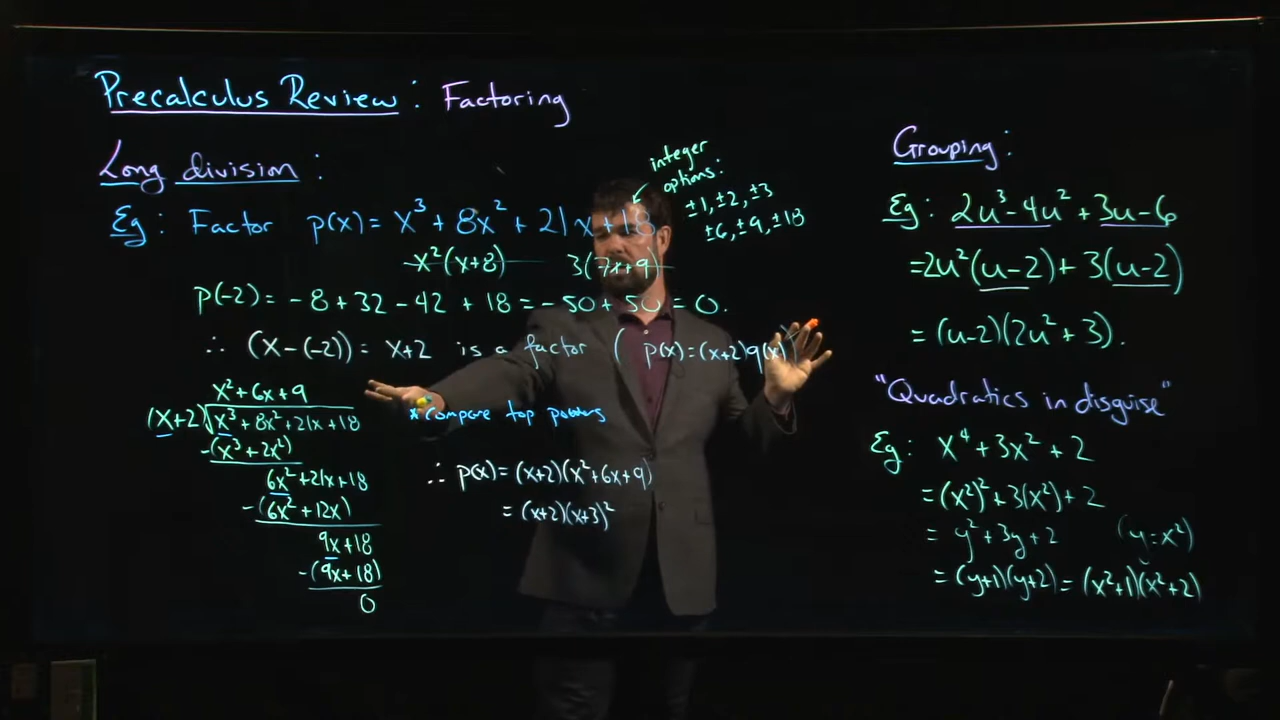 Precalculus Review: Factoring
Long division:
Eg: Factor p(x) = x³ + 8x² + 21x + 18
integer
options:
±1, ±2, ±3
±6, ±9, ±18
x²(x+8) 3(7x+9)
p(-2) = -8 + 32 - 42 + 18 = -50 + 50 = 0.
∴ (x-(-2)) = x+2 is a factor ( p(x) = (x+2)q(x) )
x² + 6x + 9
(x+2)√x³ + 8x² + 21x + 18
-(x³ + 2x²)
6x² + 21x + 18
-(6x² + 12x)
9x + 18
-(9x + 18)
0
*Compare top powers
∴ p(x) = (x+2)(x²+6x+9)
= (x+2)(x+3)²
Grouping:
Eg: 2u³ - 4u² + 3u - 6
= 2u²(u-2) + 3(u-2)
= (u-2)(2u² + 3).
"Quadratics in disguise"
Eg: x⁴ + 3x² + 2
= (x²)² + 3(x²) + 2
= y² + 3y + 2 (y = x²)
= (y+1)(y+2) = (x²+1)(x²+2)